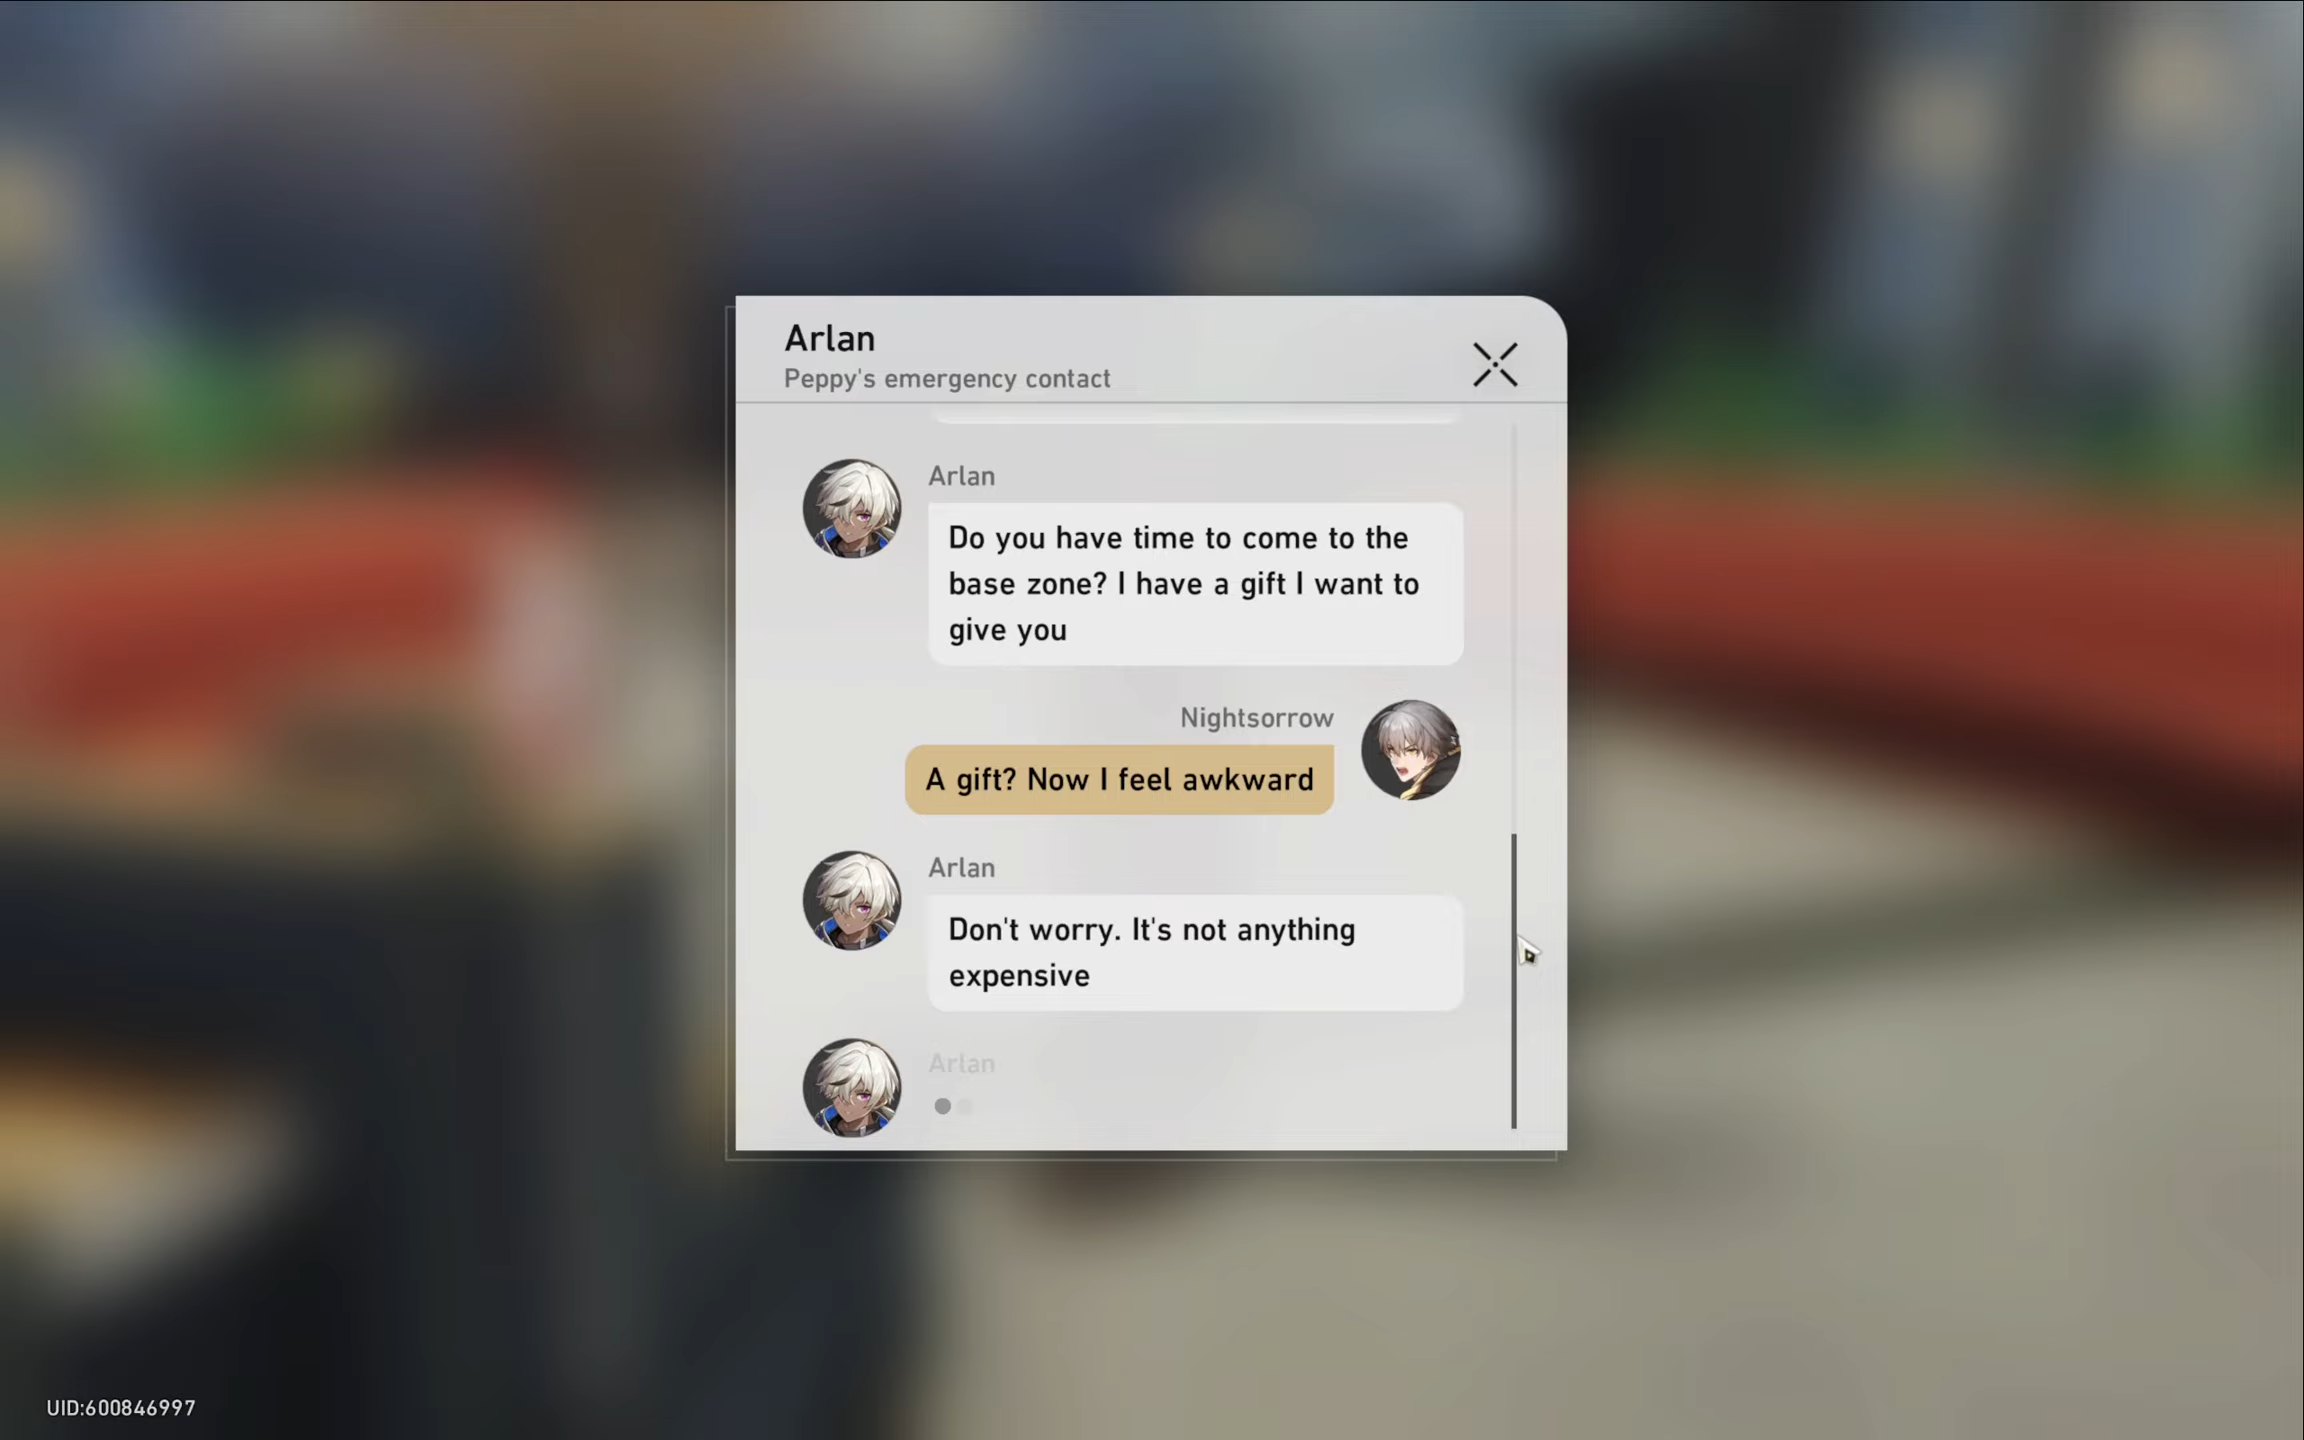 Arlan
Peppy's emergency contact
Arlan
Do you have time to come to the
base zone? I have a gift I want to
give you
Nightsorrow
A gift? Now I feel awkward
Arlan
Don't worry. It's not anything
expensive
Arlan
UID:600846997